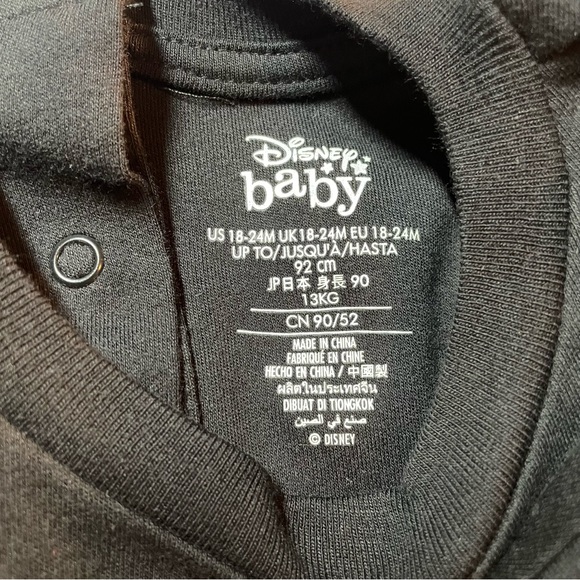 Disney
baby
US 18-24M UK 18-24M EU 18-24M
UP TO/JUSQU'À/HASTA
92 cm
JP日本 身長 90
13KG
CN 90/52
MADE IN CHINA
FABRIQUÉ EN CHINE
HECHO EN CHINA / 中國製
ผลิตในประเทศจีน
DIBUAT DI TIONGKOK
صنع في الصين
© DISNEY